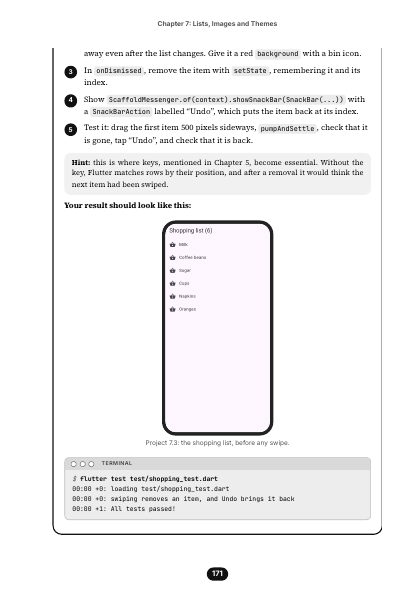 Chapter 7: Lists, Images and Themes
away even after the list changes. Give it a red background with a bin icon.
3 In onDismissed, remove the item with setState, remembering it and its
index.
4 Show ScaffoldMessenger.of(context).showSnackBar(SnackBar(...)) with
a SnackBarAction labelled “Undo”, which puts the item back at its index.
5 Test it: drag the first item 500 pixels sideways, pumpAndSettle, check that it
is gone, tap “Undo”, and check that it is back.
Hint: this is where keys, mentioned in Chapter 5, become essential. Without the
key, Flutter matches rows by their position, and after a removal it would think the
next item had been swiped.
Your result should look like this:
Shopping list (6)
Milk
Coffee beans
Sugar
Cups
Napkins
Oranges
Project 7.3: the shopping list, before any swipe.
TERMINAL
$ flutter test test/shopping_test.dart
00:00 +0: loading test/shopping_test.dart
00:00 +0: swiping removes an item, and Undo brings it back
00:00 +1: All tests passed!
171